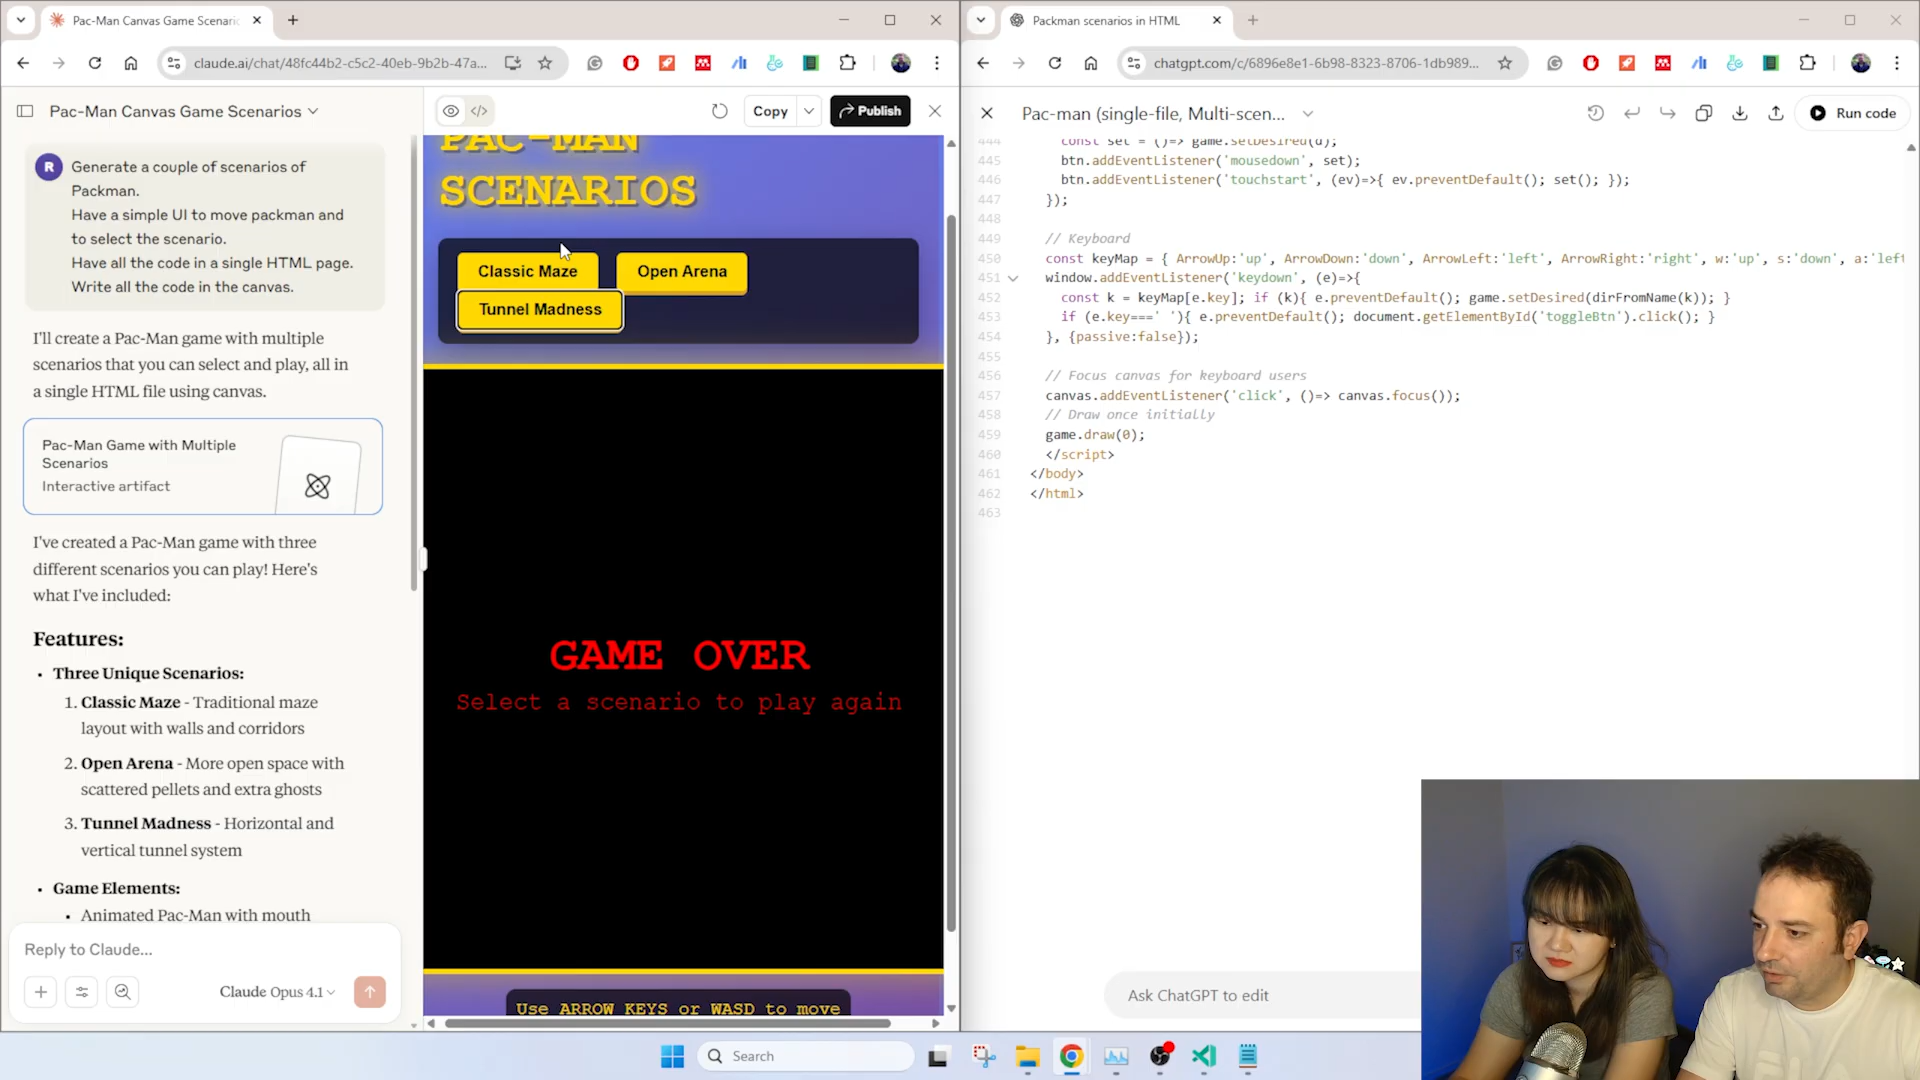 Pac-Man Canvas Game Scenario
claude.ai/chat/48fc44b2-c5c2-40eb-9b2b-47a...
Pac-Man Canvas Game Scenarios
Copy
Publish
R
Generate a couple of scenarios of
Packman.
Have a simple UI to move packman and
to select the scenario.
Have all the code in a single HTML page.
Write all the code in the canvas.
I'll create a Pac-Man game with multiple
scenarios that you can select and play, all in
a single HTML file using canvas.
Pac-Man Game with Multiple
Scenarios
Interactive artifact
I've created a Pac-Man game with three
different scenarios you can play! Here's
what I've included:
Features:
• Three Unique Scenarios:
1. Classic Maze - Traditional maze
layout with walls and corridors
2. Open Arena - More open space with
scattered pellets and extra ghosts
3. Tunnel Madness - Horizontal and
vertical tunnel system
• Game Elements:
• Animated Pac-Man with mouth
Reply to Claude...
Claude Opus 4.1
PAC-MAN
SCENARIOS
Classic Maze
Open Arena
Tunnel Madness
GAME OVER
Select a scenario to play again
Use ARROW KEYS or WASD to move
Packman scenarios in HTML
chatgpt.com/c/6896e8e1-6b98-8323-8706-1db989...
Pac-man (single-file, Multi-scen...
Run code
444 const set = ()=> game.setDesired(d);
445 btn.addEventListener('mousedown', set);
446 btn.addEventListener('touchstart', (ev)=>{ ev.preventDefault(); set(); });
447 });
448
449 // Keyboard
450 const keyMap = { ArrowUp:'up', ArrowDown:'down', ArrowLeft:'left', ArrowRight:'right', w:'up', s:'down', a:'left
451 window.addEventListener('keydown', (e)=>{
452 const k = keyMap[e.key]; if (k){ e.preventDefault(); game.setDesired(dirFromName(k)); }
453 if (e.key===' '){ e.preventDefault(); document.getElementById('toggleBtn').click(); }
454 }, {passive:false});
455
456 // Focus canvas for keyboard users
457 canvas.addEventListener('click', ()=> canvas.focus());
458 // Draw once initially
459 game.draw(0);
460 </script>
461 </body>
462 </html>
463
Ask ChatGPT to edit
Search